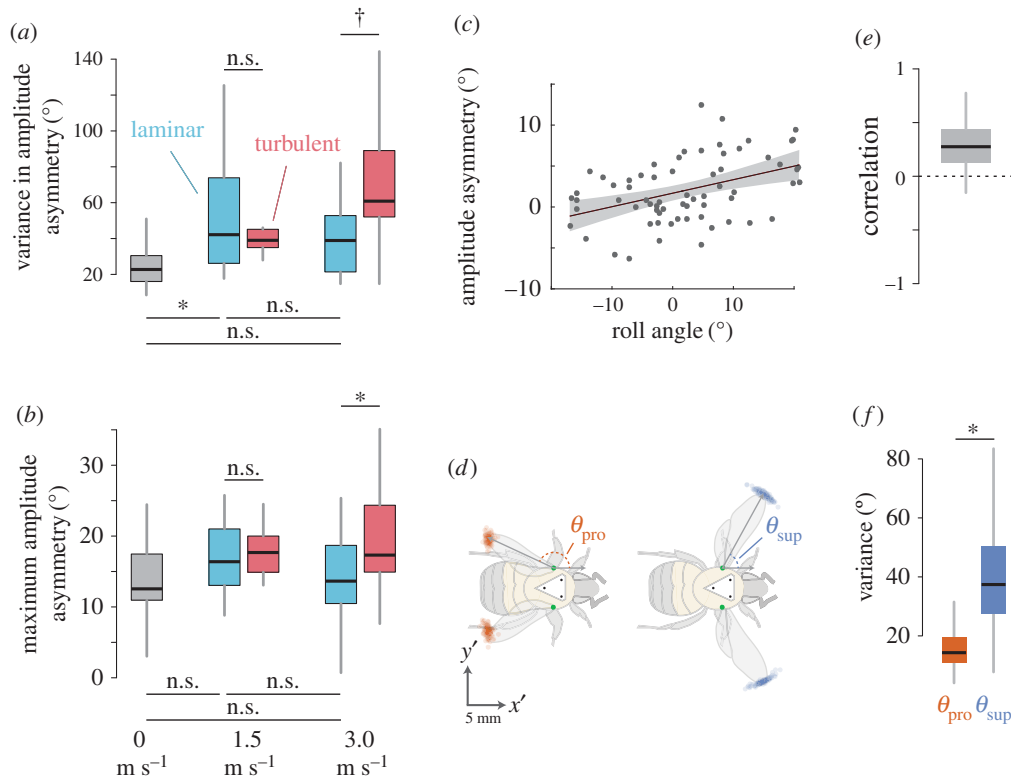 (a)
variance in amplitude
asymmetry (°)
140
100
60
20
laminar
turbulent
n.s.
†
*
n.s.
n.s.
(b)
maximum amplitude
asymmetry (°)
30
20
10
0
n.s.
*
n.s.
n.s.
n.s.
0
m s⁻¹
1.5
m s⁻¹
3.0
m s⁻¹
(c)
amplitude asymmetry (°)
10
0
−10
−10
0
10
roll angle (°)
(d)
θpro
θsup
y′
x′
5 mm
(e)
correlation
1
0
−1
(f)
variance (°)
80
60
40
20
*
θpro
θsup